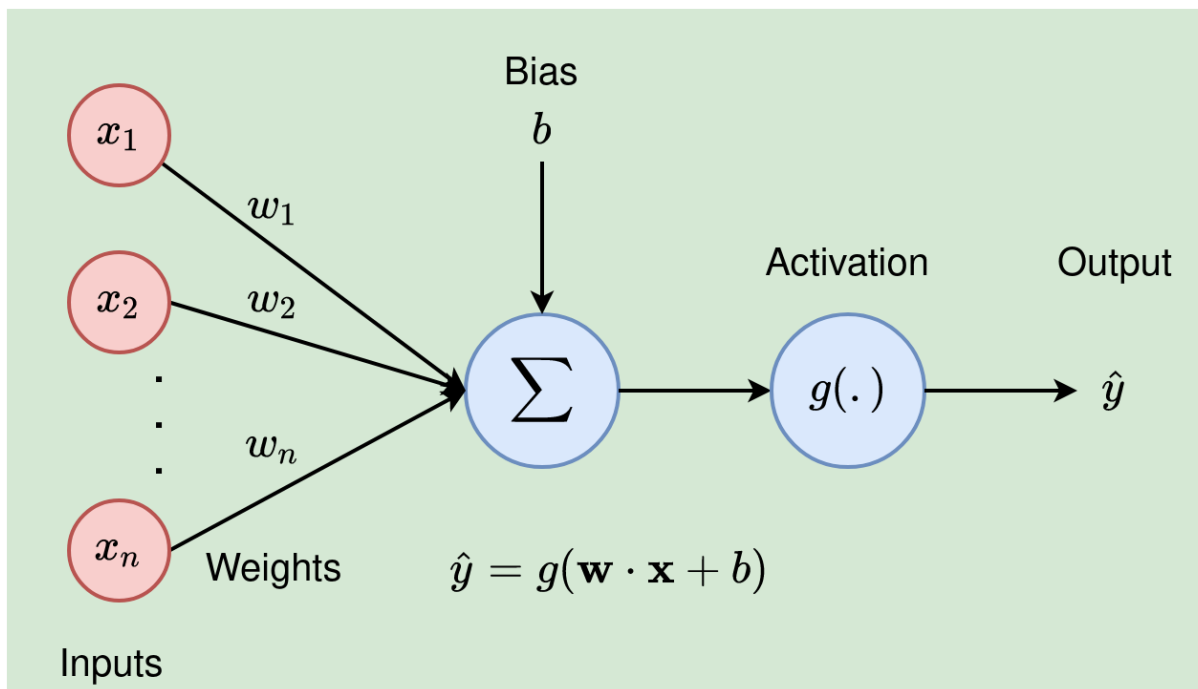 Bias
b
x₁
w₁
Activation
Output
x₂
w₂
∑
g(.)
ŷ
.
.
.
wₙ
xₙ
Weights
ŷ = g(𝐰 · 𝐱 + b)
Inputs